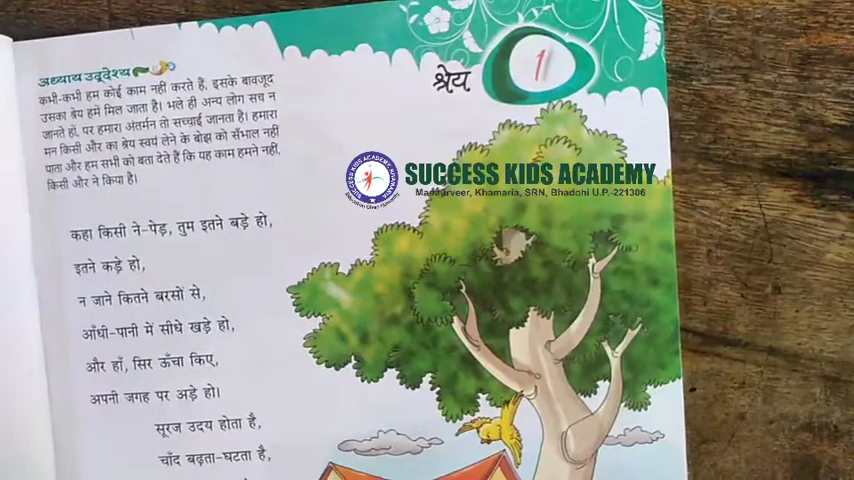 SUCCESS KIDS ACADEMY
श्रेय
1
अध्याय उद्देश्य
कभी-कभी हम कोई काम नहीं करते हैं, इसके बावजूद
उसका श्रेय हमें मिल जाता है। भले ही अन्य लोग सच न
जानते हों, पर हमारा अंतर्मन तो सच्चाई जानता है। हमारा
मन किसी और का श्रेय स्वयं लेने के बोझ को सँभाल नहीं
पाता और हम सभी को बता देते हैं कि यह काम हमने नहीं,
किसी और ने किया है।
SUCCESS KIDS ACADEMY
Khamaria, SRN, Bhadohi U.P.-221306
कहा किसी ने-पेड़, तुम इतने बड़े हो,
इतने कड़े हो,
न जाने कितने बरसों से,
आँधी-पानी में सीधे खड़े हो,
और हाँ, सिर ऊँचा किए,
अपनी जगह पर अड़े हो।
सूरज उदय होता है,
चाँद बढ़ता-घटता है,